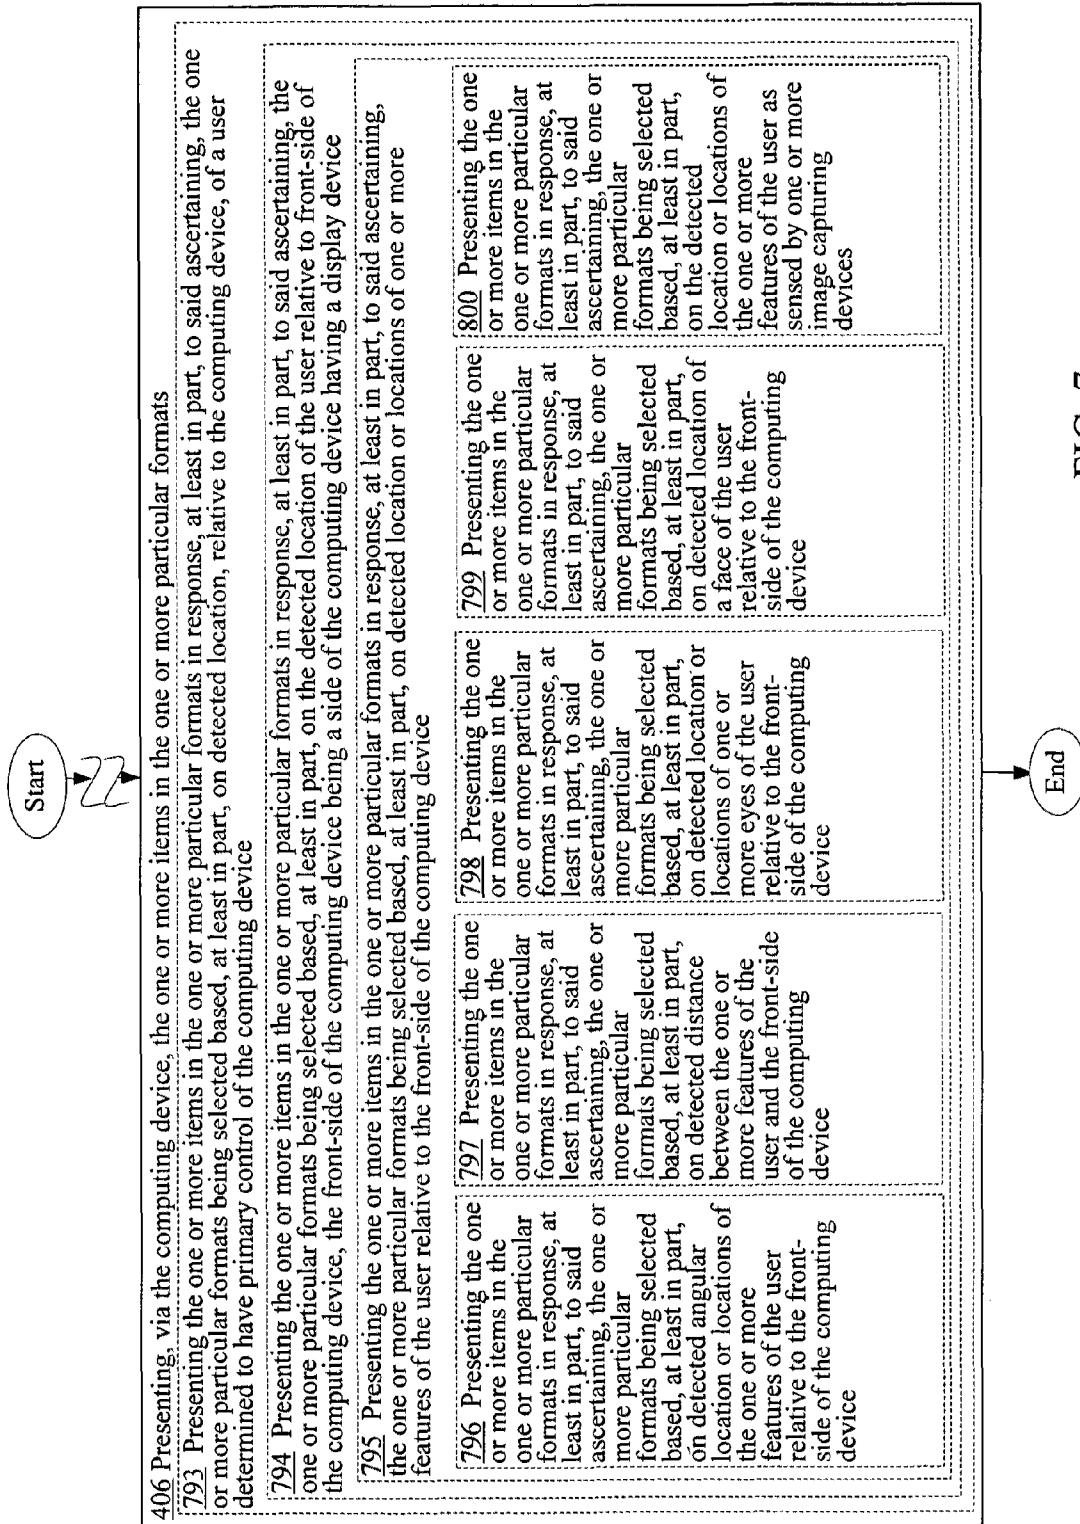 Start
406 Presenting, via the computing device, the one or more items in the one or more particular formats
793 Presenting the one or more items in the one or more particular formats in response, at least in part, to said ascertaining, the one
or more particular formats being selected based, at least in part, on detected location, relative to the computing device, of a user
determined to have primary control of the computing device
794 Presenting the one or more items in the one or more particular formats in response, at least in part, to said ascertaining, the
one or more particular formats being selected based, at least in part, on the detected location of the user relative to front-side of
the computing device, the front-side of the computing device being a side of the computing device having a display device
795 Presenting the one or more items in the one or more particular formats in response, at least in part, to said ascertaining,
the one or more particular formats being selected based, at least in part, on detected location or locations of one or more
features of the user relative to the front-side of the computing device
796 Presenting the one
or more items in the
one or more particular
formats in response, at
least in part, to said
ascertaining, the one or
more particular
formats being selected
based, at least in part,
on detected angular
location or locations of
the one or more
features of the user
relative to the front-
side of the computing
device
797 Presenting the one
or more items in the
one or more particular
formats in response, at
least in part, to said
ascertaining, the one or
more particular
formats being selected
based, at least in part,
on detected distance
between the one or
more features of the
user and the front-side
of the computing
device
798 Presenting the one
or more items in the
one or more particular
formats in response, at
least in part, to said
ascertaining, the one or
more particular
formats being selected
based, at least in part,
on detected location or
locations of one or
more eyes of the user
relative to the front-
side of the computing
device
799 Presenting the one
or more items in the
one or more particular
formats in response, at
least in part, to said
ascertaining, the one or
more particular
formats being selected
based, at least in part,
on detected location of
a face of the user
relative to the front-
side of the computing
device
800 Presenting the one
or more items in the
one or more particular
formats in response, at
least in part, to said
ascertaining, the one or
more particular
formats being selected
based, at least in part,
on the detected
location or locations of
the one or more
features of the user as
sensed by one or more
image capturing
devices
End